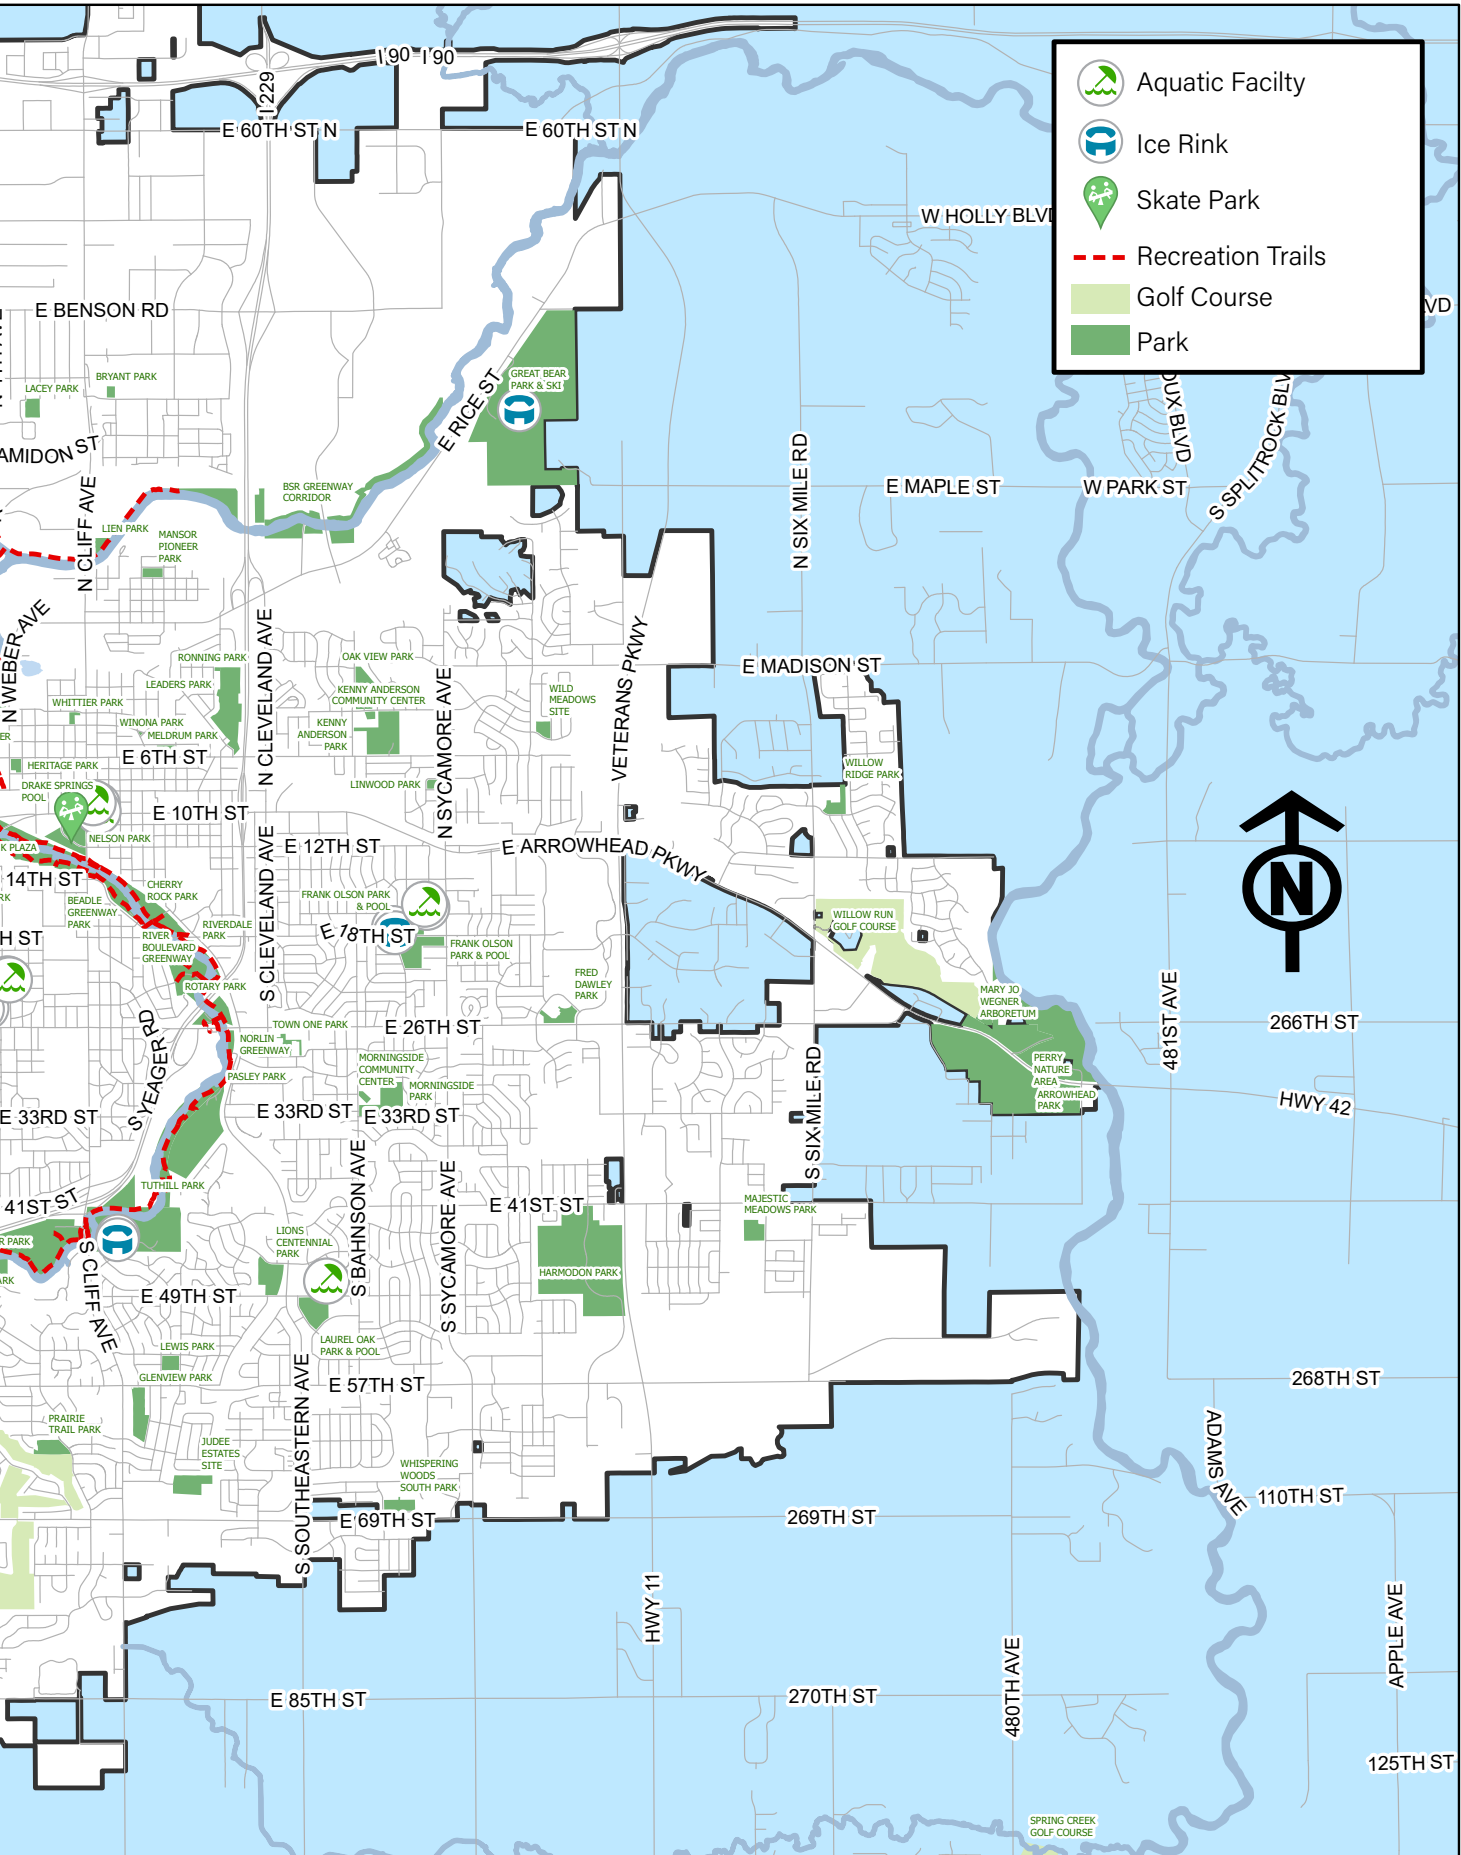 I 90
I 90
I 229
E 60TH ST N
E 60TH ST N
Aquatic Facilty
Ice Rink
Skate Park
Recreation Trails
Golf Course
Park
W HOLLY BLVD
E BENSON RD
LVD
BRYANT PARK
LACEY PARK
GREAT BEAR
PARK & SKI
E RICE ST
AMIDON ST
N CLIFF AVE
BSR GREENWAY
CORRIDOR
N SIX MILE RD
E MAPLE ST
W PARK ST
OUX BLVD
S SPLITROCK BLV
LIEN PARK
MANSOR
PIONEER
PARK
N WEBER AVE
N CLEVELAND AVE
RONNING PARK
LEADERS PARK
OAK VIEW PARK
KENNY ANDERSON
COMMUNITY CENTER
KENNY
ANDERSON
PARK
N SYCAMORE AVE
WILD
MEADOWS
SITE
VETERANS PKWY
E MADISON ST
WHITTIER PARK
WINONA PARK
MELDRUM PARK
ER
E 6TH ST
HERITAGE PARK
DRAKE SPRINGS
POOL
LINWOOD PARK
WILLOW
RIDGE PARK
E 10TH ST
NELSON PARK
K PLAZA
E 12TH ST
E ARROWHEAD PKWY
14TH ST
CHERRY
ROCK PARK
RK
BEADLE
GREENWAY
PARK
S CLEVELAND AVE
FRANK OLSON PARK
& POOL
WILLOW RUN
GOLF COURSE
RIVERDALE
PARK
RIVER
BOULEVARD
GREENWAY
H ST
E 18TH ST
FRANK OLSON
PARK & POOL
ROTARY PARK
FRED
DAWLEY
PARK
MARY JO
WEGNER
ARBORETUM
481ST AVE
N
S YEAGER RD
TOWN ONE PARK
E 26TH ST
266TH ST
NORLIN
GREENWAY
MORNINGSIDE
COMMUNITY
CENTER
MORNINGSIDE
PARK
PASLEY PARK
PERRY
NATURE
AREA
ARROWHEAD
PARK
S SIX MILE RD
E 33RD ST
E 33RD ST
E 33RD ST
HWY 42
TUTHILL PARK
41ST ST
S BAHNSON AVE
S SYCAMORE AVE
E 41ST ST
MAJESTIC
MEADOWS PARK
R PARK
ARK
S CLIFF AVE
LIONS
CENTENNIAL
PARK
HARMODON PARK
E 49TH ST
LEWIS PARK
LAUREL OAK
PARK & POOL
GLENVIEW PARK
E 57TH ST
268TH ST
S SOUTHEASTERN AVE
PRAIRIE
TRAIL PARK
JUDEE
ESTATES
SITE
WHISPERING
WOODS
SOUTH PARK
ADAMS AVE
110TH ST
E 69TH ST
269TH ST
HWY 11
480TH AVE
APPLE AVE
E 85TH ST
270TH ST
125TH ST
SPRING CREEK
GOLF COURSE